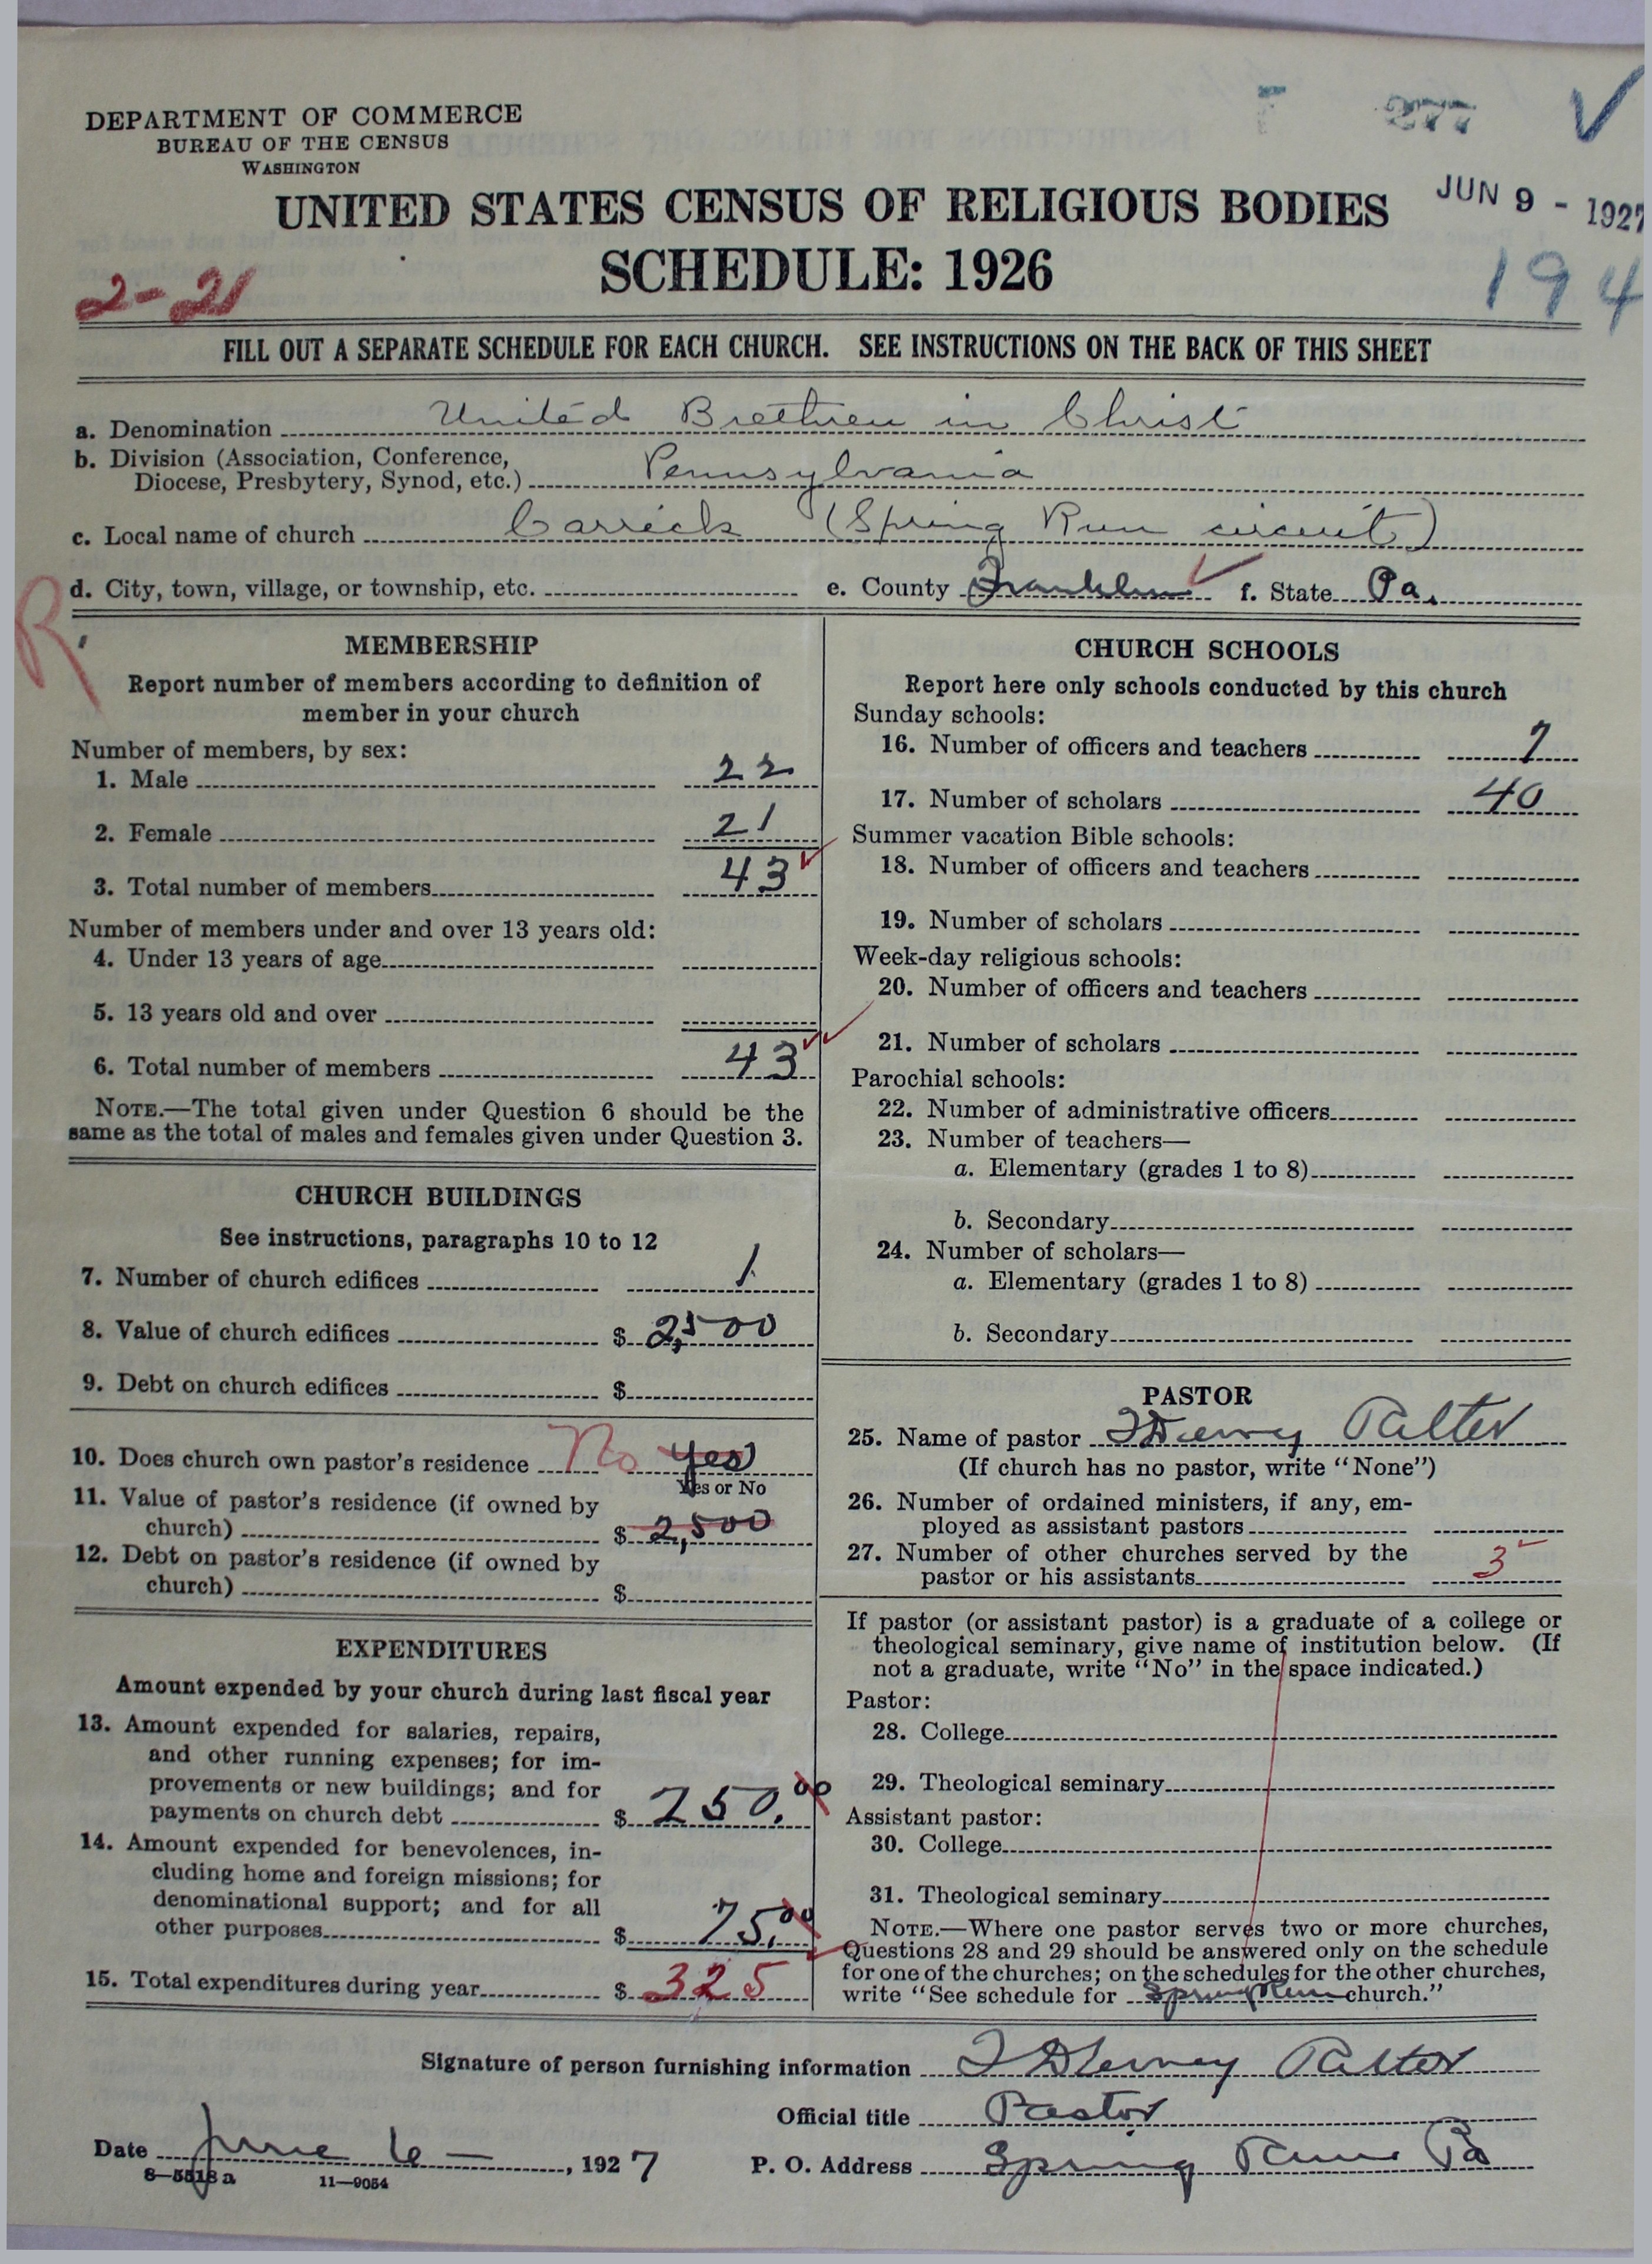 277
DEPARTMENT OF COMMERCE
BUREAU OF THE CENSUS
WASHINGTON
UNITED STATES CENSUS OF RELIGIOUS BODIES
JUN 9 - 1927
SCHEDULE: 1926
2-21
194
FILL OUT A SEPARATE SCHEDULE FOR EACH CHURCH. SEE INSTRUCTIONS ON THE BACK OF THIS SHEET
a. Denomination United Brethren in Christ
b. Division (Association, Conference,
Diocese, Presbytery, Synod, etc.) Pennsylvania
c. Local name of church Carrick (Spring Run circuit)
d. City, town, village, or township, etc. e. County Franklin f. State Pa.
R
MEMBERSHIP
Report number of members according to definition of
member in your church
Number of members, by sex:
1. Male 22
2. Female 21
3. Total number of members 43
Number of members under and over 13 years old:
4. Under 13 years of age
5. 13 years old and over
6. Total number of members 43
NOTE.—The total given under Question 6 should be the
same as the total of males and females given under Question 3.
CHURCH BUILDINGS
See instructions, paragraphs 10 to 12
7. Number of church edifices 1
8. Value of church edifices $ 2,500
9. Debt on church edifices $
10. Does church own pastor's residence No yes
Yes or No
11. Value of pastor's residence (if owned by
church) $ 2,500
12. Debt on pastor's residence (if owned by
church) $
EXPENDITURES
Amount expended by your church during last fiscal year
13. Amount expended for salaries, repairs,
and other running expenses; for im-
provements or new buildings; and for
payments on church debt $ 250.00
14. Amount expended for benevolences, in-
cluding home and foreign missions; for
denominational support; and for all
other purposes $ 75.00
15. Total expenditures during year $ 325
CHURCH SCHOOLS
Report here only schools conducted by this church
Sunday schools:
16. Number of officers and teachers 7
17. Number of scholars 40
Summer vacation Bible schools:
18. Number of officers and teachers
19. Number of scholars
Week-day religious schools:
20. Number of officers and teachers
21. Number of scholars
Parochial schools:
22. Number of administrative officers
23. Number of teachers—
a. Elementary (grades 1 to 8)
b. Secondary
24. Number of scholars—
a. Elementary (grades 1 to 8)
b. Secondary
PASTOR
25. Name of pastor
(If church has no pastor, write "None")
26. Number of ordained ministers, if any, em-
ployed as assistant pastors
27. Number of other churches served by the
pastor or his assistants 3
If pastor (or assistant pastor) is a graduate of a college or
theological seminary, give name of institution below. (If
not a graduate, write "No" in the space indicated.)
Pastor:
28. College
29. Theological seminary
Assistant pastor:
30. College
31. Theological seminary
NOTE.—Where one pastor serves two or more churches,
Questions 28 and 29 should be answered only on the schedule
for one of the churches; on the schedules for the other churches,
write "See schedule for Spring Run church."
Signature of person furnishing information
Official title Pastor
Date June 6 , 1927 P. O. Address Spring Run Pa
8—5518a 11—9054